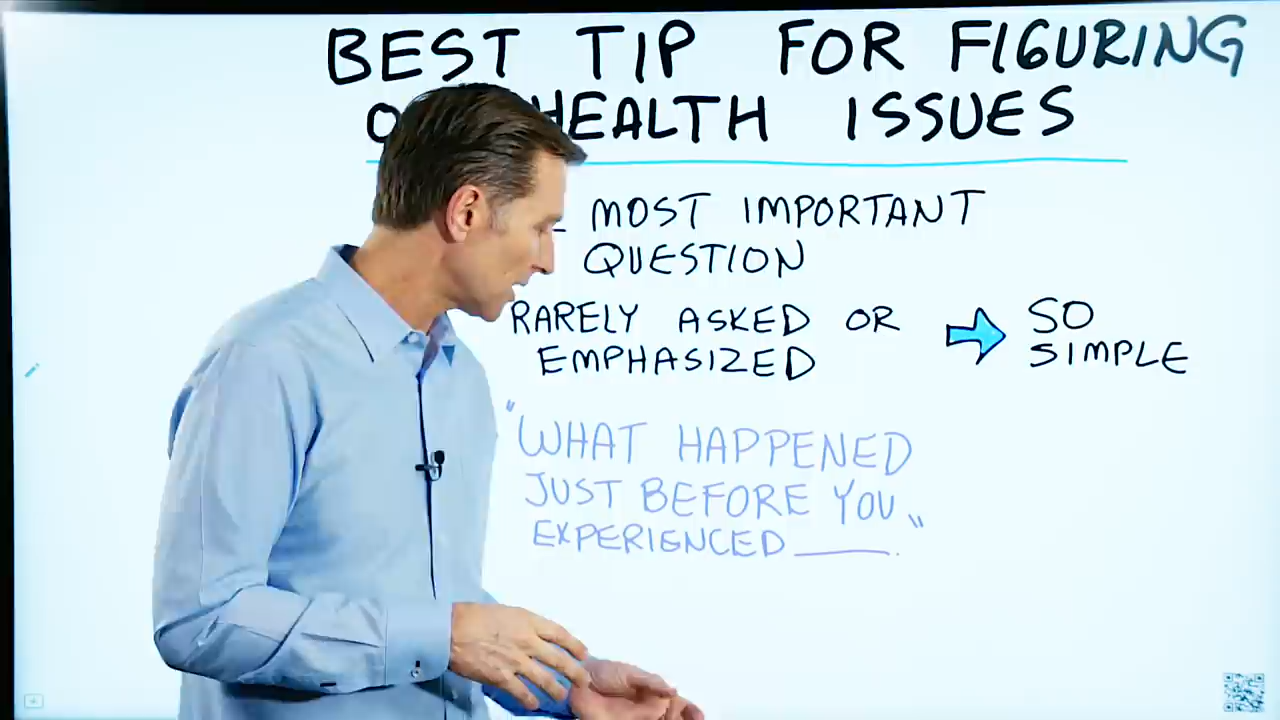 BEST TIP FOR FIGURING
HEALTH ISSUES
MOST IMPORTANT
QUESTION
RARELY ASKED OR
EMPHASIZED
SO
SIMPLE
"WHAT HAPPENED
JUST BEFORE YOU
EXPERIENCED ____."